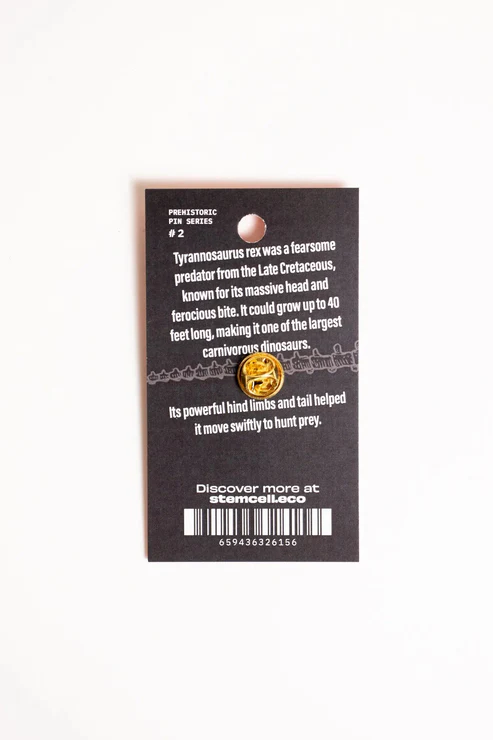 PREHISTORIC
PIN SERIES
#2
Tyrannosaurus rex was a fearsome
predator from the Late Cretaceous,
known for its massive head and
ferocious bite. It could grow up to 40
feet long, making it one of the largest
carnivorous dinosaurs.
Its powerful hind limbs and tail helped
it move swiftly to hunt prey.
Discover more at
stemcell.eco
659436326156